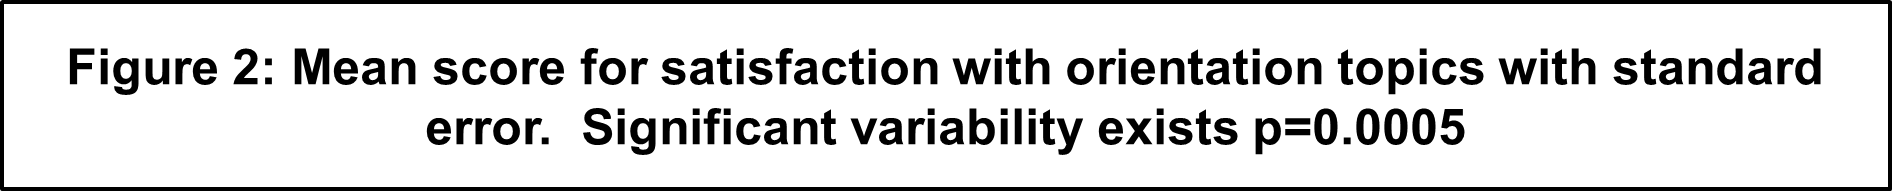 Figure 2: Mean score for satisfaction with orientation topics with standard
error.  Significant variability exists p=0.0005